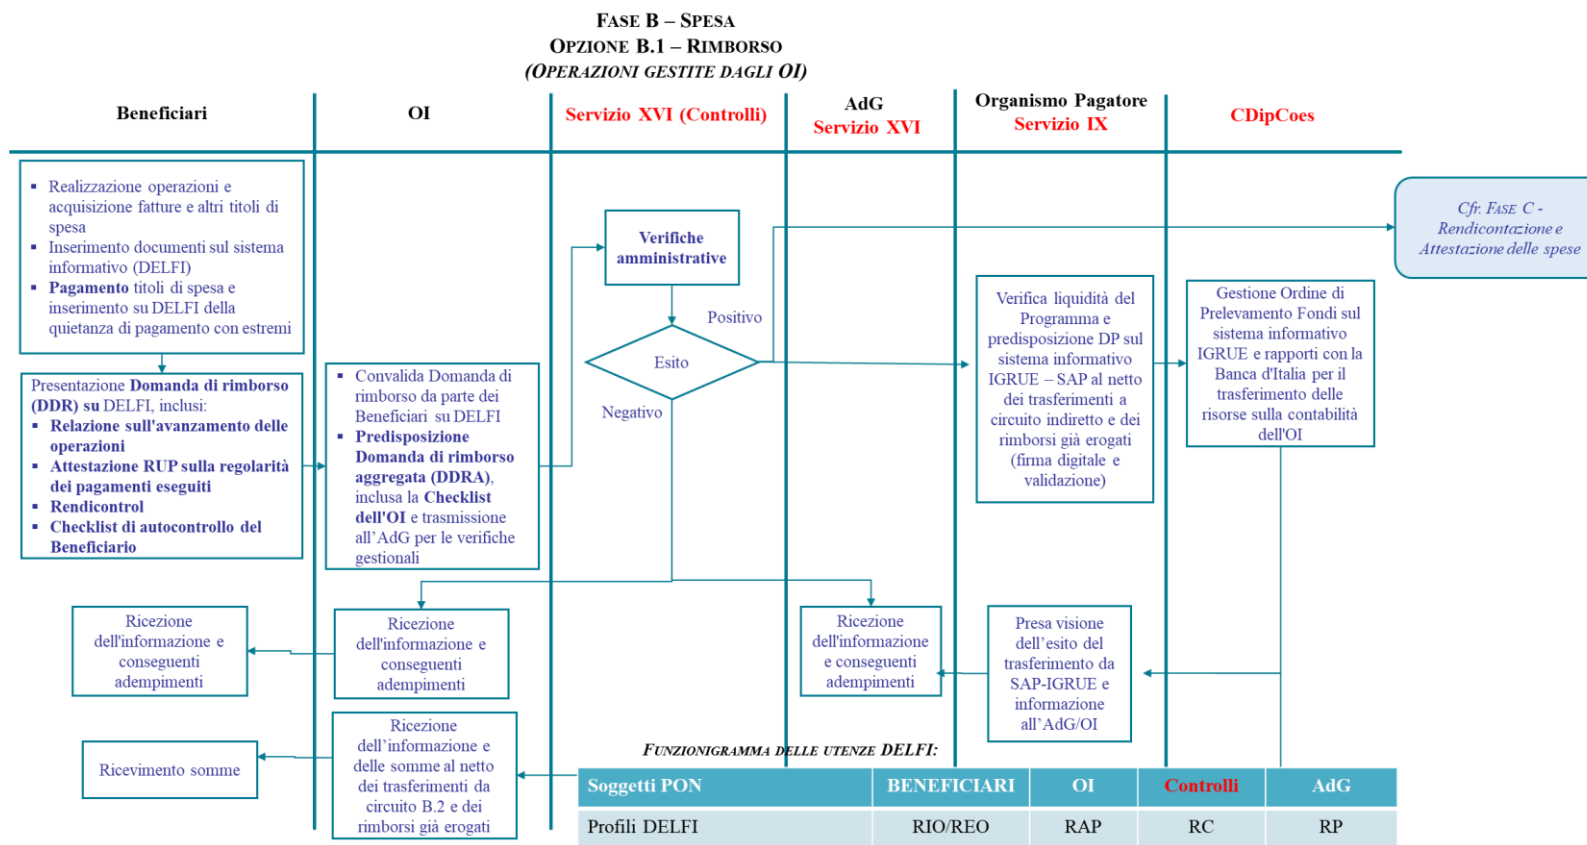 FASE B – SPESA
OPZIONE B.1 – RIMBORSO
(OPERAZIONI GESTITE DAGLI OI)
Beneficiari
OI
Servizio XVI (Controlli)
AdG
Servizio XVI
Organismo Pagatore
Servizio IX
CDipCoes
▪ Realizzazione operazioni e
acquisizione fatture e altri titoli di
spesa
▪ Inserimento documenti sul sistema
informativo (DELFI)
▪ Pagamento titoli di spesa e
inserimento su DELFI della
quietanza di pagamento con estremi
Presentazione Domanda di rimborso
(DDR) su DELFI, inclusi:
▪ Relazione sull'avanzamento delle
operazioni
▪ Attestazione RUP sulla regolarità
dei pagamenti eseguiti
▪ Rendicontrol
▪ Checklist di autocontrollo del
Beneficiario
▪ Convalida Domanda di
rimborso da parte dei
Beneficiari su DELFI
▪ Predisposizione
Domanda di rimborso
aggregata (DDRA),
inclusa la Checklist
dell'OI e trasmissione
all’AdG per le verifiche
gestionali
Verifiche
amministrative
Esito
Positivo
Negativo
Verifica liquidità del
Programma e
predisposizione DP sul
sistema informativo
IGRUE – SAP al netto
dei trasferimenti a
circuito indiretto e dei
rimborsi già erogati
(firma digitale e
validazione)
Gestione Ordine di
Prelevamento Fondi sul
sistema informativo
IGRUE e rapporti con la
Banca d'Italia per il
trasferimento delle
risorse sulla contabilità
dell'OI
Cfr. FASE C -
Rendicontazione e
Attestazione delle spese
Ricezione
dell'informazione e
conseguenti
adempimenti
Ricezione
dell'informazione e
conseguenti
adempimenti
Ricezione
dell'informazione
e conseguenti
adempimenti
Presa visione
dell’esito del
trasferimento da
SAP-IGRUE e
informazione
all’AdG/OI
Ricevimento somme
Ricezione
dell’informazione e
delle somme al netto
dei trasferimenti da
circuito B.2 e dei
rimborsi già erogati
FUNZIONIGRAMMA DELLE UTENZE DELFI:
Soggetti PON BENEFICIARI OI Controlli AdG
Profili DELFI RIO/REO RAP RC RP